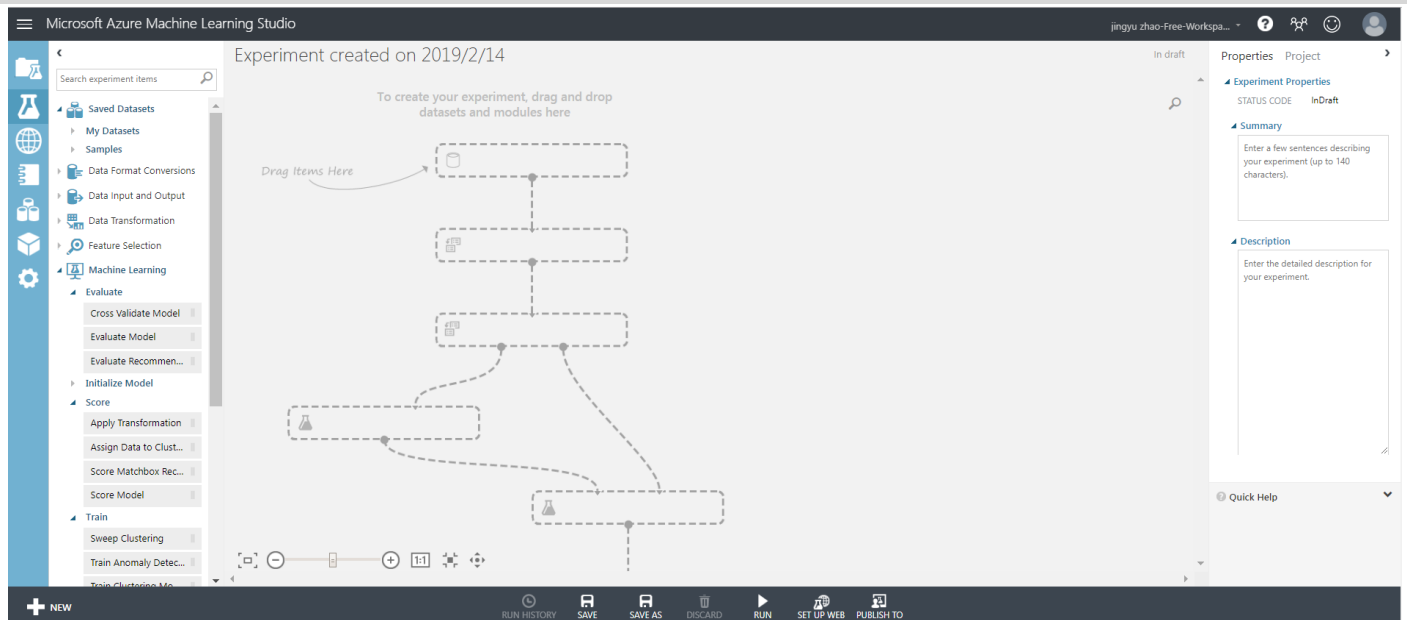 Microsoft Azure Machine Learning Studio
jingyu zhao-Free-Workspa...
Search experiment items
Saved Datasets
My Datasets
Samples
Data Format Conversions
Data Input and Output
Data Transformation
Feature Selection
Machine Learning
Evaluate
Cross Validate Model
Evaluate Model
Evaluate Recommen...
Initialize Model
Score
Apply Transformation
Assign Data to Clust...
Score Matchbox Rec...
Score Model
Train
Sweep Clustering
Train Anomaly Detec...
Train Clustering Mo...
Experiment created on 2019/2/14
In draft
To create your experiment, drag and drop
datasets and modules here
Drag Items Here
1:1
Properties Project
Experiment Properties
STATUS CODE InDraft
Summary
Enter a few sentences describing
your experiment (up to 140
characters).
Description
Enter the detailed description for
your experiment.
Quick Help
NEW
RUN HISTORY
SAVE
SAVE AS
DISCARD
RUN
SET UP WEB
PUBLISH TO